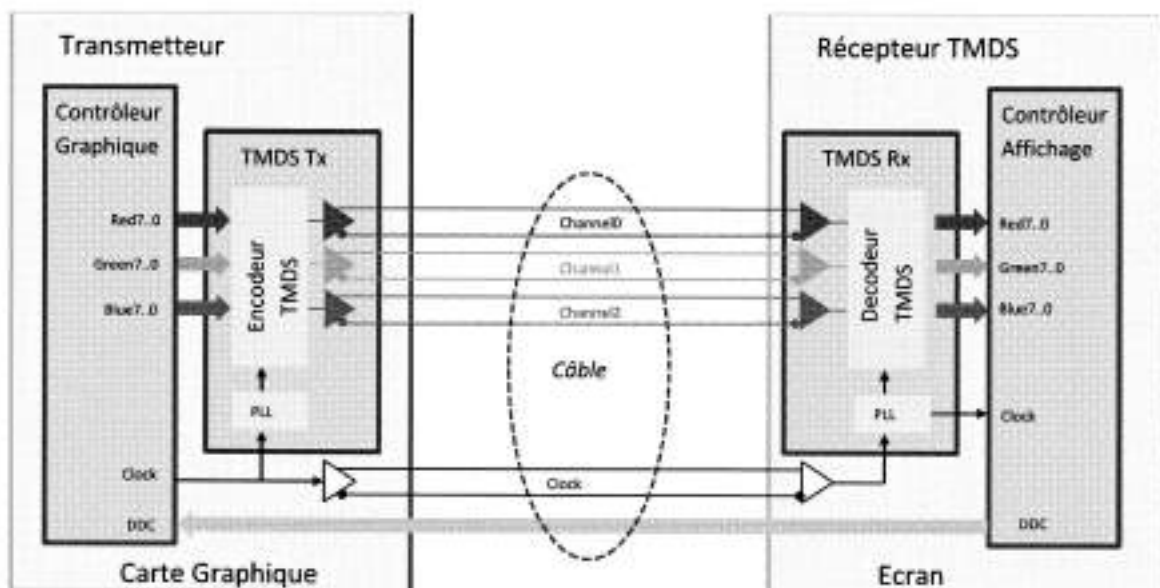 Transmetteur
Contrôleur
Graphique
TMDS Tx
Red7..0
Green7..0
Blue7..0
Encodeur
TMDS
PLL
Clock
DDC
Carte Graphique
Channel0
Channel1
Channel2
Câble
Clock
Récepteur TMDS
TMDS Rx
Decodeur
TMDS
PLL
Contrôleur
Affichage
Red7..0
Green7..0
Blue7..0
Clock
DDC
Ecran